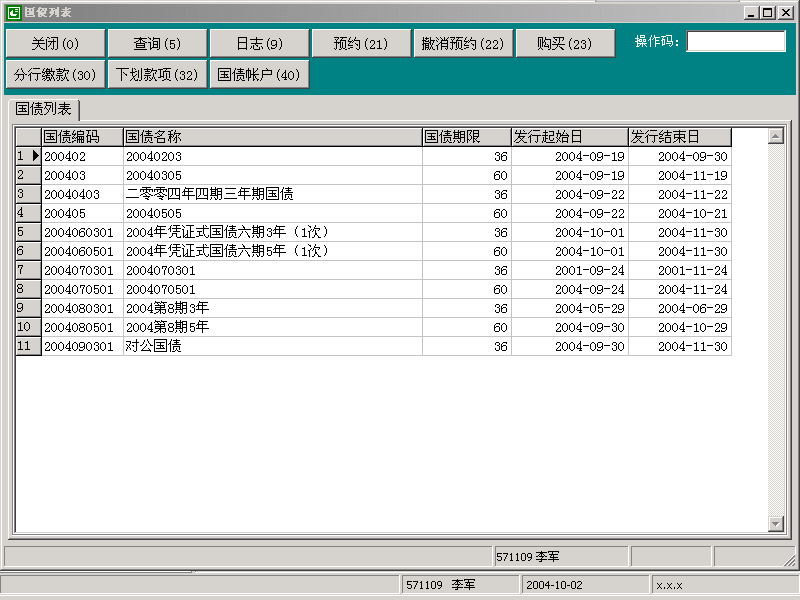 国债列表
关闭(0) 查询(5) 日志(9) 预约(21) 撤消预约(22) 购买(23) 操作码:
分行缴款(30) 下划款项(32) 国债帐户(40)
国债列表
国债编码 国债名称 国债期限 发行起始日 发行结束日
1 200402 20040203 36 2004-09-19 2004-09-30
2 200403 20040305 60 2004-09-19 2004-11-19
3 20040403 二零零四年四期三年期国债 36 2004-09-22 2004-11-22
4 200405 20040505 60 2004-09-22 2004-10-21
5 2004060301 2004年凭证式国债六期3年（1次） 36 2004-10-01 2004-11-30
6 2004060501 2004年凭证式国债六期5年（1次） 60 2004-10-01 2004-11-30
7 2004070301 2004070301 36 2001-09-24 2001-11-24
8 2004070501 2004070501 60 2004-09-24 2004-11-24
9 2004080301 2004第8期3年 36 2004-05-29 2004-06-29
10 2004080501 2004第8期5年 60 2004-09-30 2004-10-29
11 2004090301 对公国债 36 2004-09-30 2004-11-30
571109 李军
571109 李军 2004-10-02 x.x.x